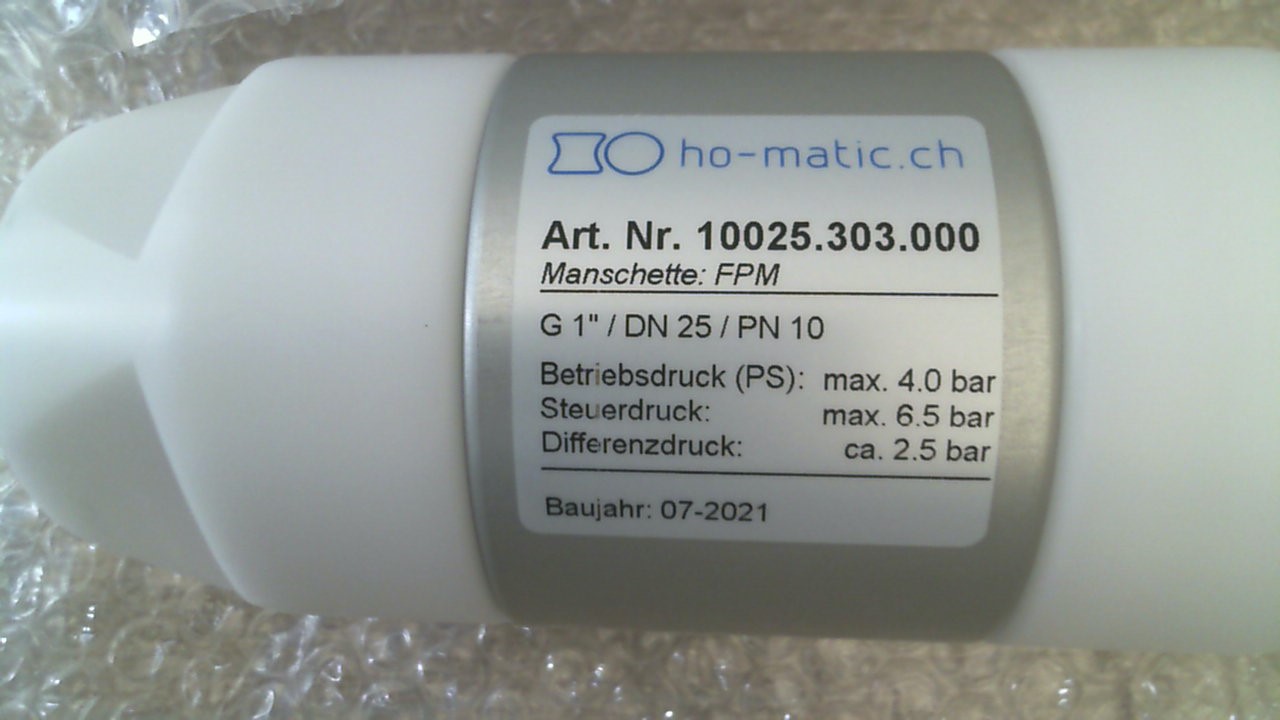 ho-matic.ch
Art. Nr. 10025.303.000
Manschette: FPM
G 1" / DN 25 / PN 10
Betriebsdruck (PS): max. 4.0 bar
Steuerdruck: max. 6.5 bar
Differenzdruck: ca. 2.5 bar
Baujahr: 07-2021